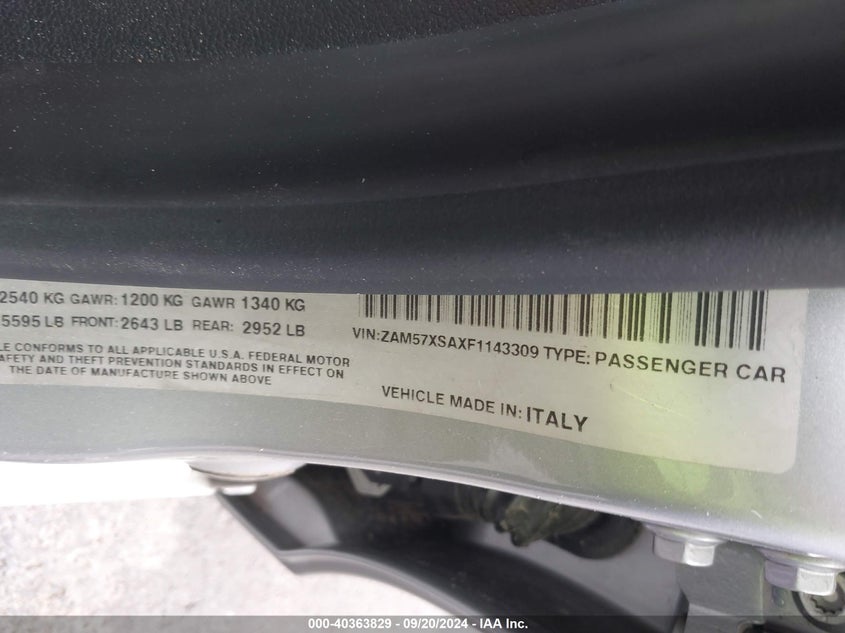 2540 KG GAWR: 1200 KG GAWR 1340 KG
5595 LB FRONT: 2643 LB REAR: 2952 LB
CONFORMS TO ALL APPLICABLE U.S.A. FEDERAL MOTOR
AND THEFT PREVENTION STANDARDS IN EFFECT ON
THE DATE OF MANUFACTURE SHOWN ABOVE
VIN:ZAM57XSAXF1143309 TYPE: PASSENGER CAR
VEHICLE MADE IN: ITALY
000-40363829 - 09/20/2024 - IAA Inc.